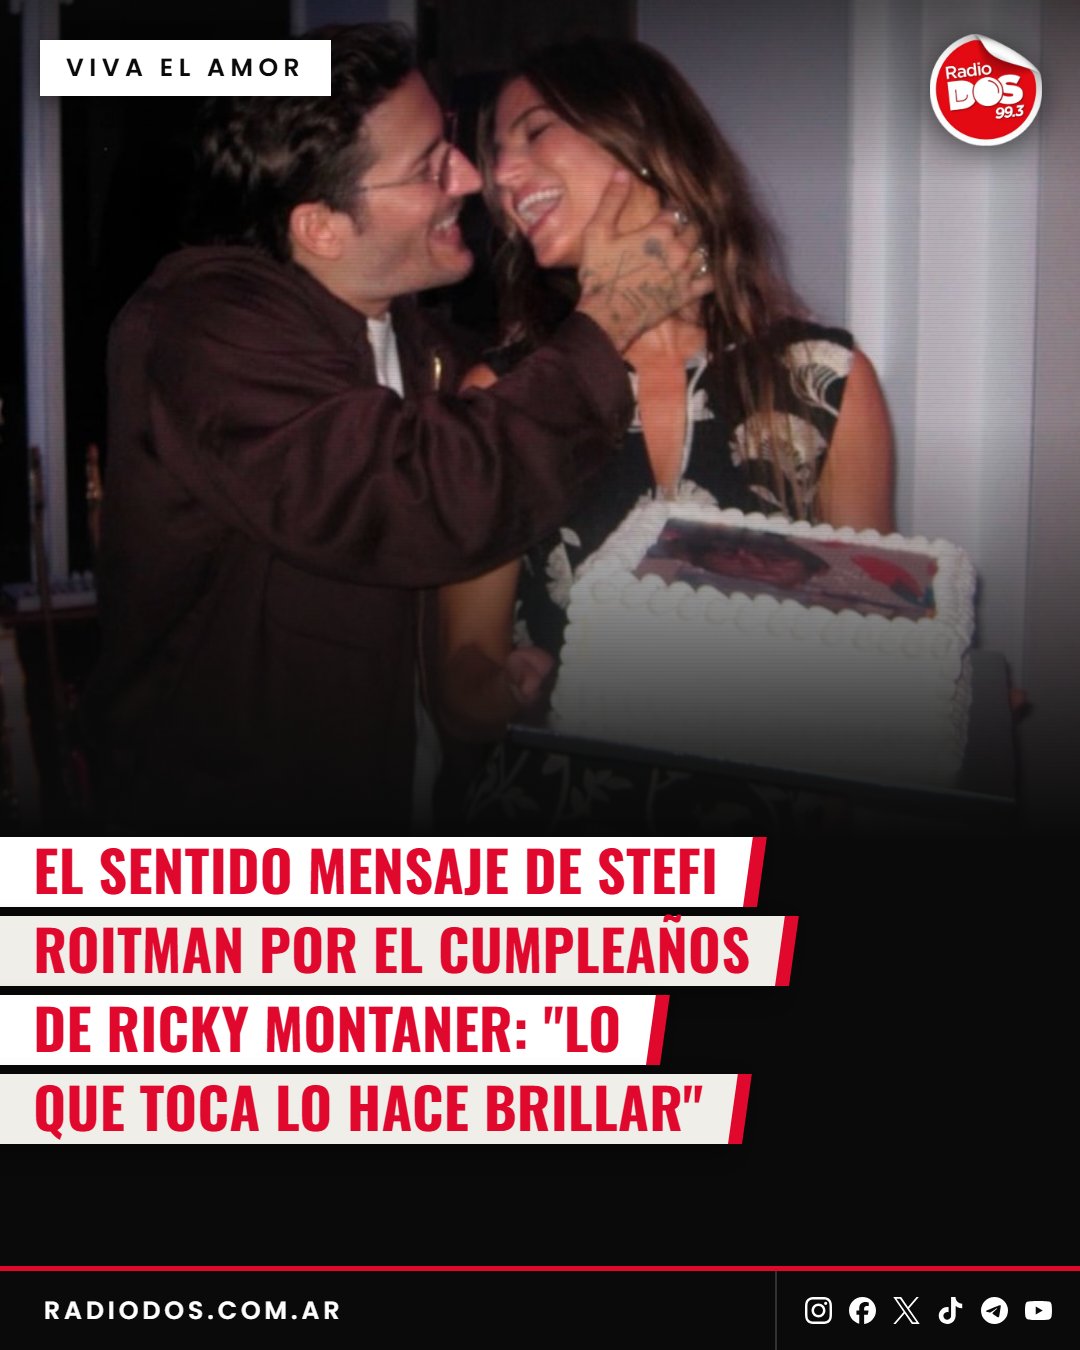 VIVA EL AMOR
Radio
DOS
99.3
EL SENTIDO MENSAJE DE STEFI
ROITMAN POR EL CUMPLEAÑOS
DE RICKY MONTANER: "LO
QUE TOCA LO HACE BRILLAR"
RADIODOS.COM.AR